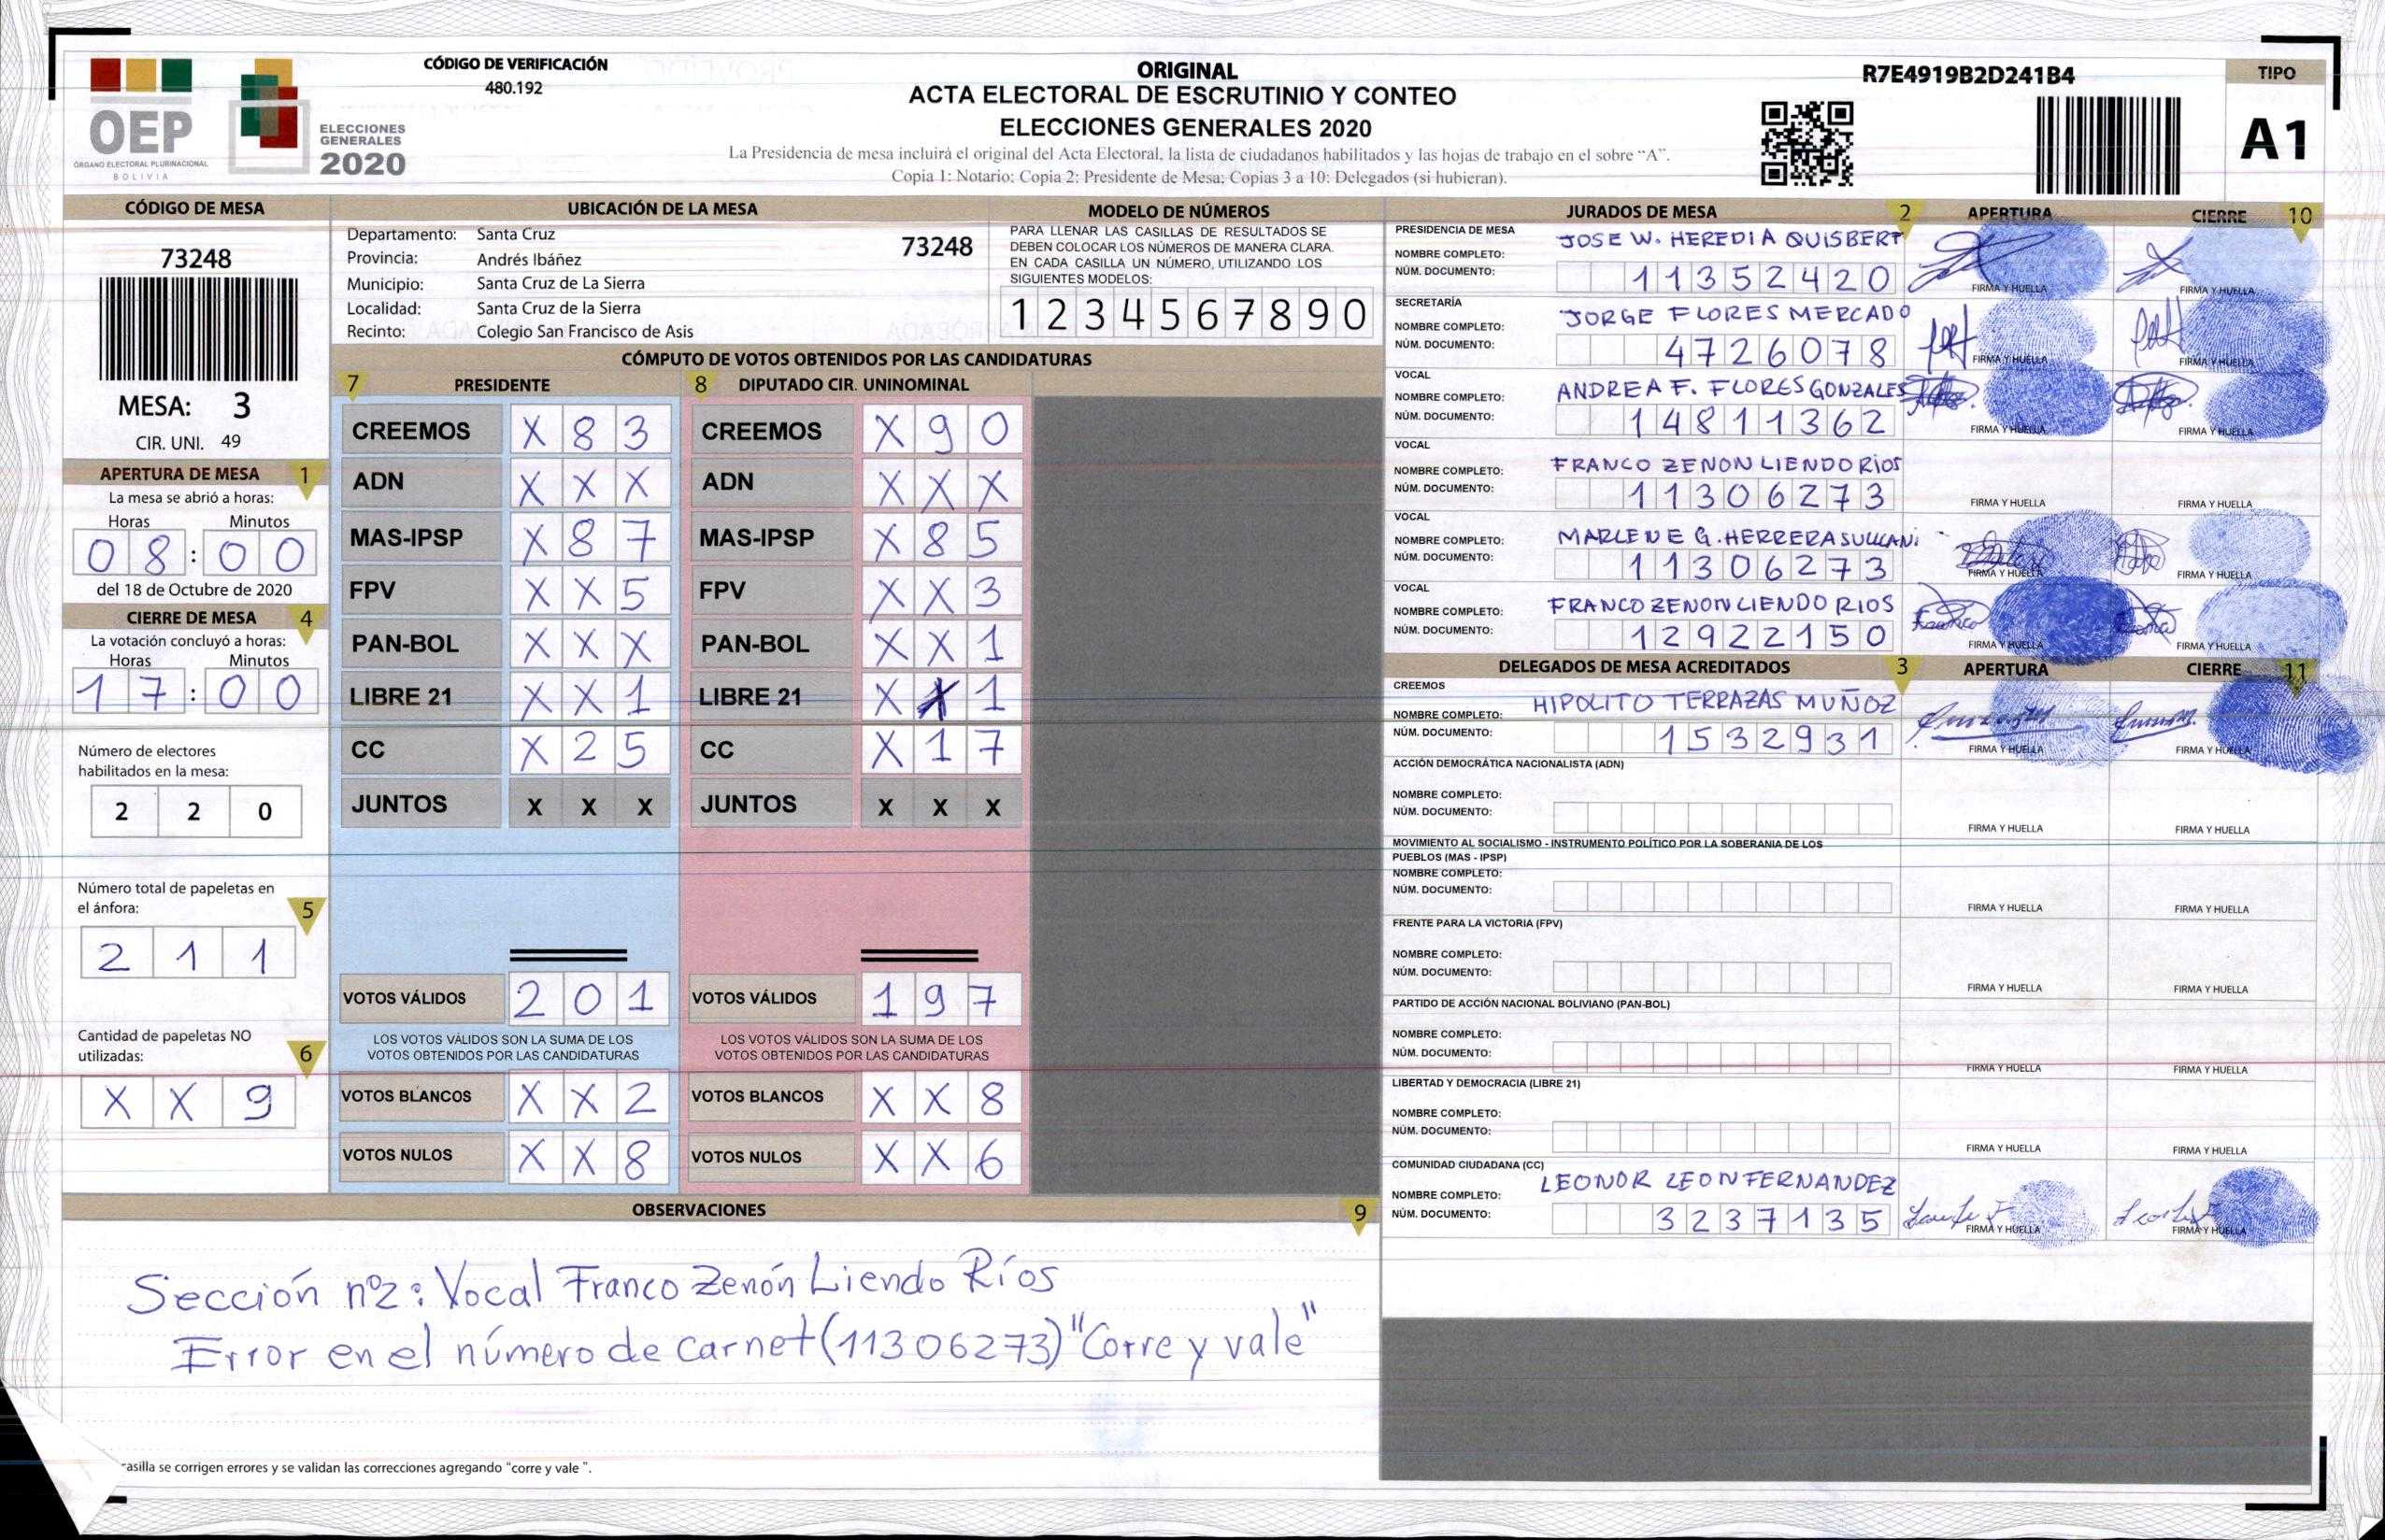 OEP
ÓRGANO ELECTORAL PLURINACIONAL
BOLIVIA
ELECCIONES
GENERALES
2020
CÓDIGO DE VERIFICACIÓN
480.192
ORIGINAL
ACTA ELECTORAL DE ESCRUTINIO Y CONTEO
ELECCIONES GENERALES 2020
La Presidencia de mesa incluirá el original del Acta Electoral, la lista de ciudadanos habilitados y las hojas de trabajo en el sobre “A”.
Copia 1: Notario; Copia 2: Presidente de Mesa; Copias 3 a 10: Delegados (si hubieran).
R7E4919B2D241B4
TIPO
A1
CÓDIGO DE MESA
73248
MESA: 3
CIR. UNI. 49
APERTURA DE MESA 1
La mesa se abrió a horas:
Horas Minutos
08:00
del 18 de Octubre de 2020
CIERRE DE MESA 4
La votación concluyó a horas:
Horas Minutos
17:00
Número de electores
habilitados en la mesa:
2 2 0
Número total de papeletas en
el ánfora: 5
2 1 1
Cantidad de papeletas NO
utilizadas: 6
X X 9
UBICACIÓN DE LA MESA
Departamento: Santa Cruz 73248
Provincia: Andrés Ibáñez
Municipio: Santa Cruz de La Sierra
Localidad: Santa Cruz de la Sierra
Recinto: Colegio San Francisco de Asis
MODELO DE NÚMEROS
PARA LLENAR LAS CASILLAS DE RESULTADOS SE
DEBEN COLOCAR LOS NÚMEROS DE MANERA CLARA.
EN CADA CASILLA UN NÚMERO, UTILIZANDO LOS
SIGUIENTES MODELOS:
1 2 3 4 5 6 7 8 9 0
CÓMPUTO DE VOTOS OBTENIDOS POR LAS CANDIDATURAS
7 PRESIDENTE 8 DIPUTADO CIR. UNINOMINAL
CREEMOS X 8 3 CREEMOS X 9 0
ADN X X X ADN X X X
MAS-IPSP X 8 7 MAS-IPSP X 8 5
FPV X X 5 FPV X X 3
PAN-BOL X X X PAN-BOL X X 1
LIBRE 21 X X 1 LIBRE 21 X X 1
CC X 2 5 CC X 1 7
JUNTOS X X X JUNTOS X X X
VOTOS VÁLIDOS 2 0 1 VOTOS VÁLIDOS 1 9 7
LOS VOTOS VÁLIDOS SON LA SUMA DE LOS LOS VOTOS VÁLIDOS SON LA SUMA DE LOS
VOTOS OBTENIDOS POR LAS CANDIDATURAS VOTOS OBTENIDOS POR LAS CANDIDATURAS
VOTOS BLANCOS X X 2 VOTOS BLANCOS X X 8
VOTOS NULOS X X 8 VOTOS NULOS X X 6
OBSERVACIONES 9
Sección nº2: Vocal Franco Zenón Liendo Ríos
Error en el número de carnet (11306273) "Corre y vale"
asilla se corrigen errores y se validan las correcciones agregando “corre y vale ”.
JURADOS DE MESA 2 APERTURA CIERRE 10
PRESIDENCIA DE MESA
NOMBRE COMPLETO: JOSE W. HEREDIA QUISBERT
NÚM. DOCUMENTO: 11352420
FIRMA Y HUELLA FIRMA Y HUELLA
SECRETARÍA
NOMBRE COMPLETO: JORGE FLORES MERCADO
NÚM. DOCUMENTO: 4726078
FIRMA Y HUELLA FIRMA Y HUELLA
VOCAL
NOMBRE COMPLETO: ANDREA F. FLORES GONZALES
NÚM. DOCUMENTO: 14811362
FIRMA Y HUELLA FIRMA Y HUELLA
VOCAL
NOMBRE COMPLETO: FRANCO ZENON LIENDO RIOS
NÚM. DOCUMENTO: 11306273
FIRMA Y HUELLA FIRMA Y HUELLA
VOCAL
NOMBRE COMPLETO: MARLENE G. HERRERA
NÚM. DOCUMENTO: 11306273
FIRMA Y HUELLA FIRMA Y HUELLA
VOCAL
NOMBRE COMPLETO: FRANCO ZENON LIENDO RIOS
NÚM. DOCUMENTO: 12922150
FIRMA Y HUELLA FIRMA Y HUELLA
DELEGADOS DE MESA ACREDITADOS 3 APERTURA CIERRE 11
CREEMOS
NOMBRE COMPLETO: HIPOLITO TERRAZAS MUÑOZ
NÚM. DOCUMENTO: 1532931
FIRMA Y HUELLA FIRMA Y HUELLA
ACCIÓN DEMOCRÁTICA NACIONALISTA (ADN)
NOMBRE COMPLETO:
NÚM. DOCUMENTO:
FIRMA Y HUELLA FIRMA Y HUELLA
MOVIMIENTO AL SOCIALISMO - INSTRUMENTO POLÍTICO POR LA SOBERANIA DE LOS
PUEBLOS (MAS - IPSP)
NOMBRE COMPLETO:
NÚM. DOCUMENTO:
FIRMA Y HUELLA FIRMA Y HUELLA
FRENTE PARA LA VICTORIA (FPV)
NOMBRE COMPLETO:
NÚM. DOCUMENTO:
FIRMA Y HUELLA FIRMA Y HUELLA
PARTIDO DE ACCIÓN NACIONAL BOLIVIANO (PAN-BOL)
NOMBRE COMPLETO:
NÚM. DOCUMENTO:
FIRMA Y HUELLA FIRMA Y HUELLA
LIBERTAD Y DEMOCRACIA (LIBRE 21)
NOMBRE COMPLETO:
NÚM. DOCUMENTO:
FIRMA Y HUELLA FIRMA Y HUELLA
COMUNIDAD CIUDADANA (CC)
NOMBRE COMPLETO: LEONOR LEON FERNANDEZ
NÚM. DOCUMENTO: 3237135
FIRMA Y HUELLA FIRMA Y HUELLA